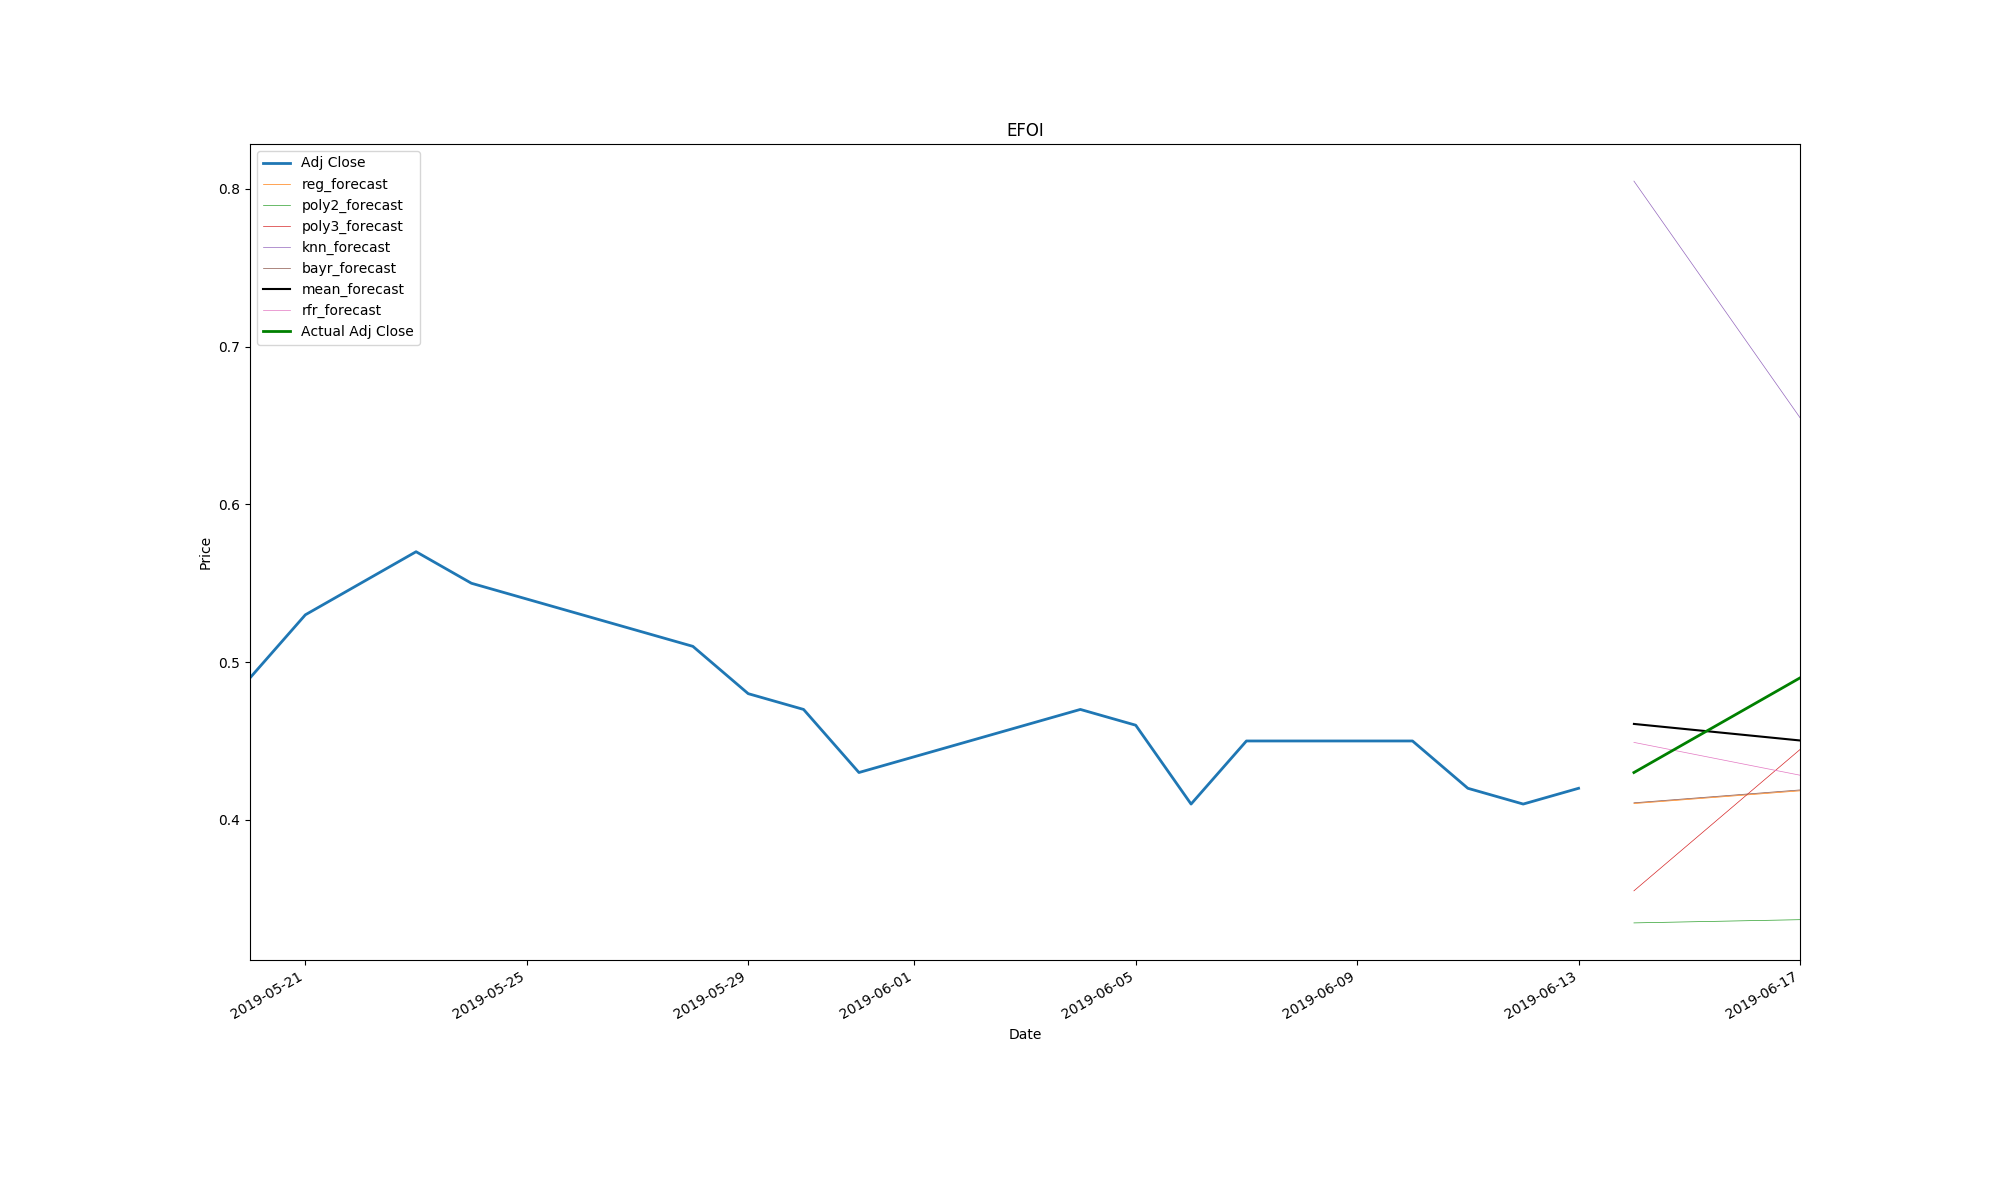 EFOI
Adj Close
reg_forecast
poly2_forecast
poly3_forecast
knn_forecast
bayr_forecast
mean_forecast
rfr_forecast
Actual Adj Close
0.8
0.7
0.6
0.5
0.4
Price
2019-05-21
2019-05-25
2019-05-29
2019-06-01
2019-06-05
2019-06-09
2019-06-13
2019-06-17
Date